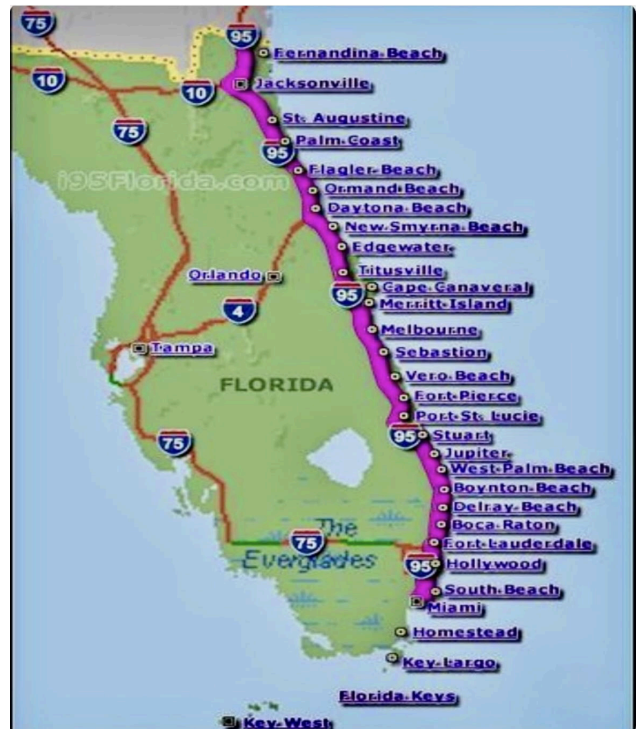 75
95
Fernandina Beach
10
10
Jacksonville
75
St. Augustine
Palm Coast
95
i95Florida.com
Flagler Beach
Ormand Beach
Daytona Beach
New Smyrna Beach
Edgewater
Orlando
Titusville
Cape Canaveral
95
Merritt Island
4
Melbourne
Tampa
Sebastion
FLORIDA
Vero Beach
Fort Pierce
Port St. Lucie
95
Stuart
75
Jupiter
West Palm Beach
Boynton Beach
Delray Beach
The
Boca Raton
75
Fort Lauderdale
Everglades
95
Hollywood
South Beach
Miami
Homestead
Key Largo
Florida Keys
Key West